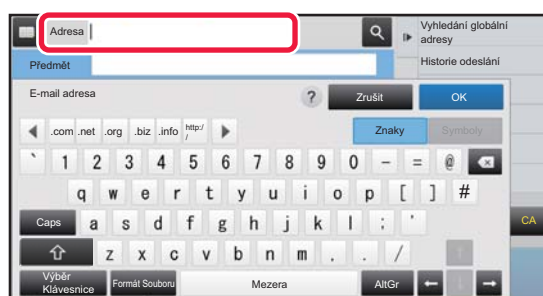 Adresa
Vyhledání globální
adresy
Předmět
Historie odeslání
E-mail adresa
?
Zrušit
OK
.com .net .org .biz .info http:/
/
Znaky
Symboly
` 1 2 3 4 5 6 7 8 9 0 - = @
q w e r t y u i o p [ ] #
Caps a s d f g h j k l ; '
CA
z x c v b n m , . /
Výběr
Klávesnice
Formát Souboru
Mezera
AltGr